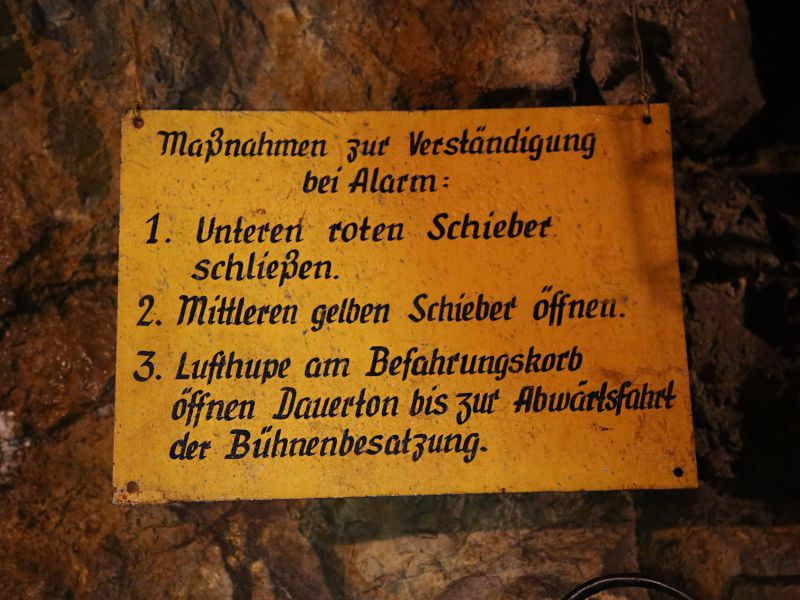 Maßnahmen zur Verständigung
bei Alarm:
1. Unteren roten Schieber
schließen.
2. Mittleren gelben Schieber öffnen.
3. Lufthupe am Befahrungskorb
öffnen Dauerton bis zur Abwärtsfahrt
der Bühnenbesatzung.